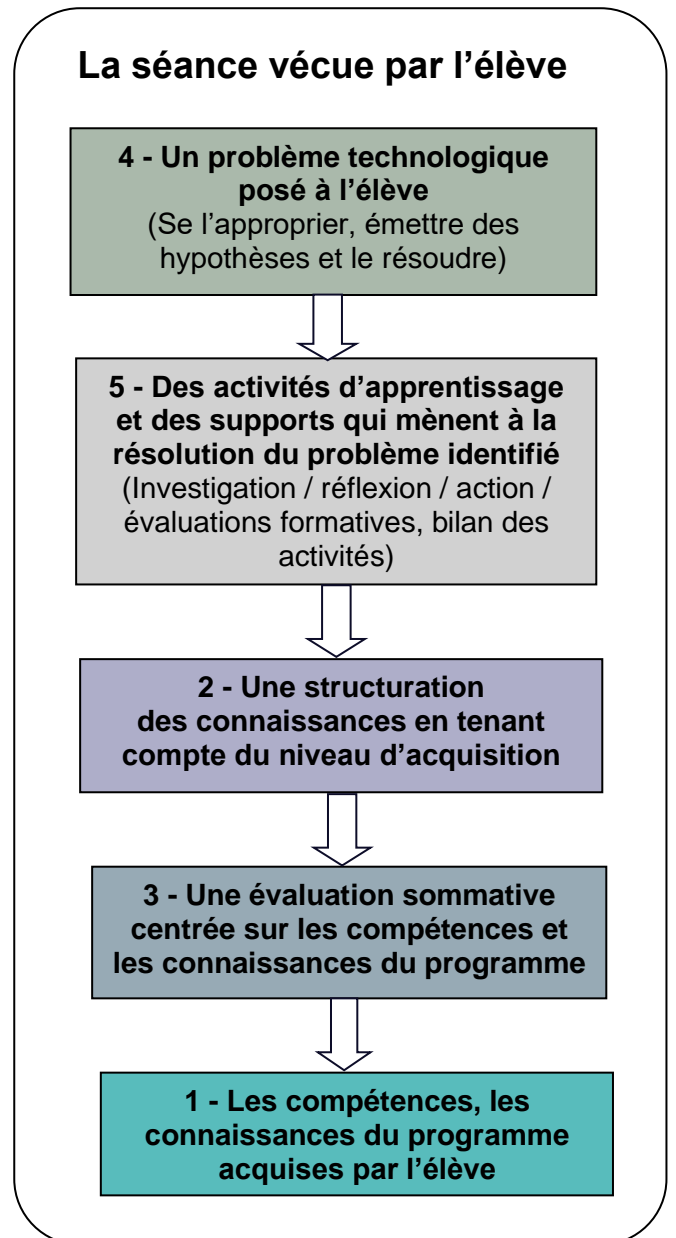 La séance vécue par l’élève
4 - Un problème technologique
posé à l’élève
(Se l’approprier, émettre des
hypothèses et le résoudre)
5 - Des activités d’apprentissage
et des supports qui mènent à la
résolution du problème identifié
(Investigation / réflexion / action /
évaluations formatives, bilan des
activités)
2 - Une structuration
des connaissances en tenant
compte du niveau d’acquisition
3 - Une évaluation sommative
centrée sur les compétences et
les connaissances du programme
1 - Les compétences, les
connaissances du programme
acquises par l’élève